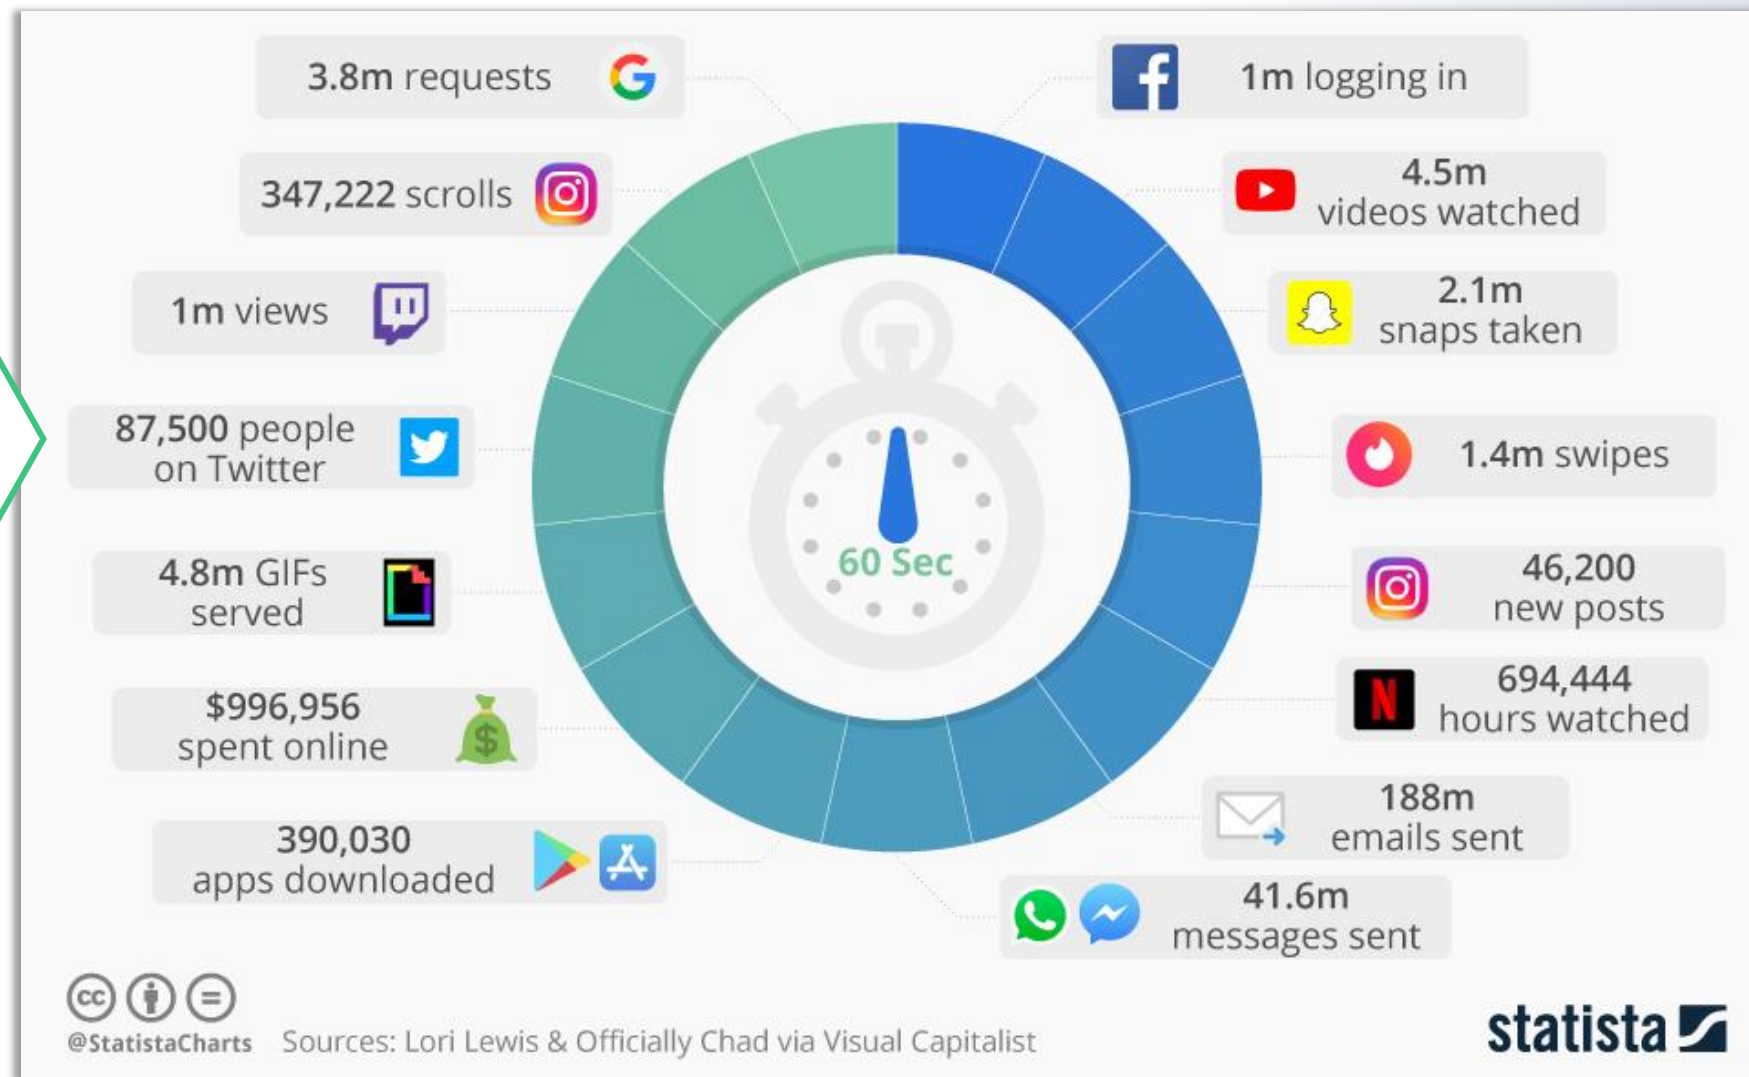 3.8m requests
347,222 scrolls
1m views
87,500 people
on Twitter
4.8m GIFs
served
$996,956
spent online
390,030
apps downloaded
1m logging in
4.5m
videos watched
2.1m
snaps taken
1.4m swipes
46,200
new posts
694,444
hours watched
188m
emails sent
41.6m
messages sent
60 Sec
cc
@StatistaCharts Sources: Lori Lewis & Officially Chad via Visual Capitalist
statista